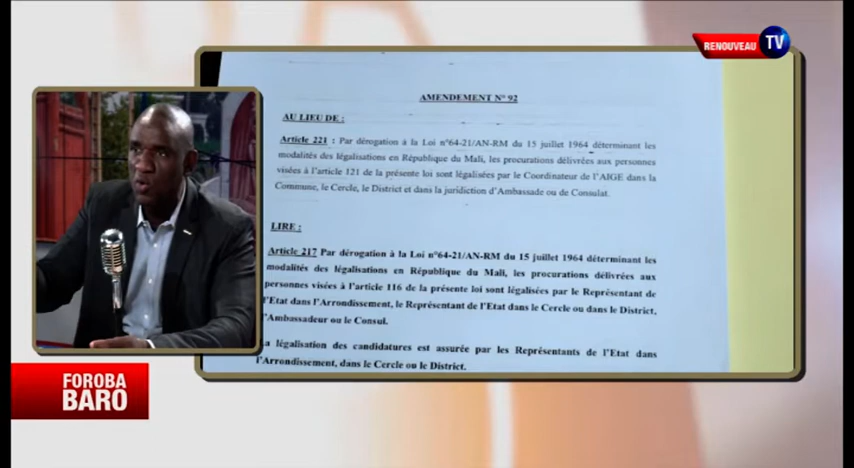 RENOUVEAU TV
AMENDEMENT N° 92
AU LIEU DE :
Article 221 : Par dérogation à la Loi n°64-21/AN-RM du 15 juillet 1964 déterminant les
modalités des légalisations en République du Mali, les procurations délivrées aux personnes
visées à l'article 121 de la présente loi sont légalisées par le Coordinateur de l'AIGE dans la
Commune, le Cercle, le District et dans la juridiction d'Ambassade ou de Consulat.
LIRE :
Article 217 Par dérogation à la Loi n°64-21/AN-RM du 15 juillet 1964 déterminant les
modalités des légalisations en République du Mali, les procurations délivrées aux
personnes visées à l'article 116 de la présente loi sont légalisées par le Représentant de
l'Etat dans l'Arrondissement, le Représentant de l'Etat dans le Cercle ou dans le District,
l'Ambassadeur ou le Consul.
La légalisation des candidatures est assurée par les Représentants de l'Etat dans
l'Arrondissement, dans le Cercle ou le District.
FOROBA
BARO